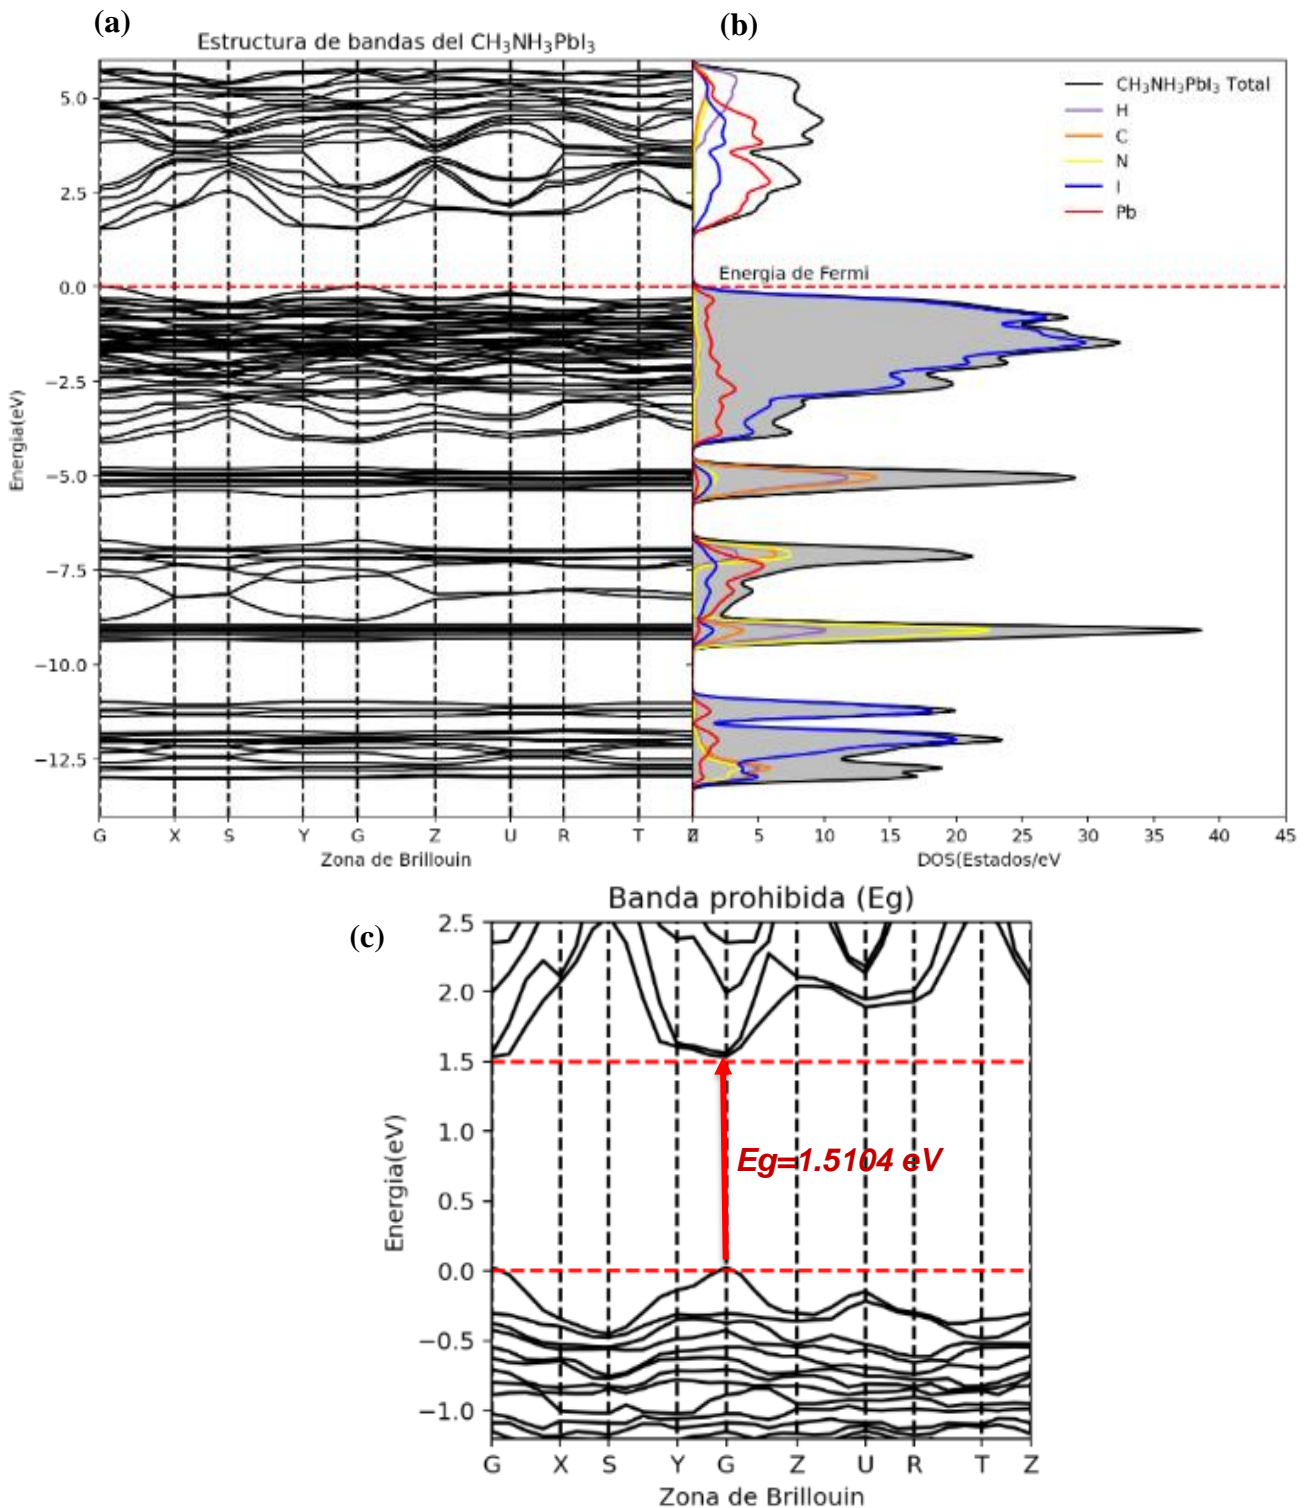 (a)
Estructura de bandas del CH₃NH₃PbI₃
(b)
5.0
2.5
0.0
−2.5
−5.0
−7.5
−10.0
−12.5
Energia(eV)
G X S Y G Z U R T Z
Zona de Brillouin
CH₃NH₃PbI₃ Total
H
C
N
I
Pb
Energia de Fermi
0 5 10 15 20 25 30 35 40 45
DOS(Estados/eV
(c)
Banda prohibida (Eg)
2.5
2.0
1.5
1.0
0.5
0.0
−0.5
−1.0
Energia(eV)
Eg=1.5104 eV
G X S Y G Z U R T Z
Zona de Brillouin